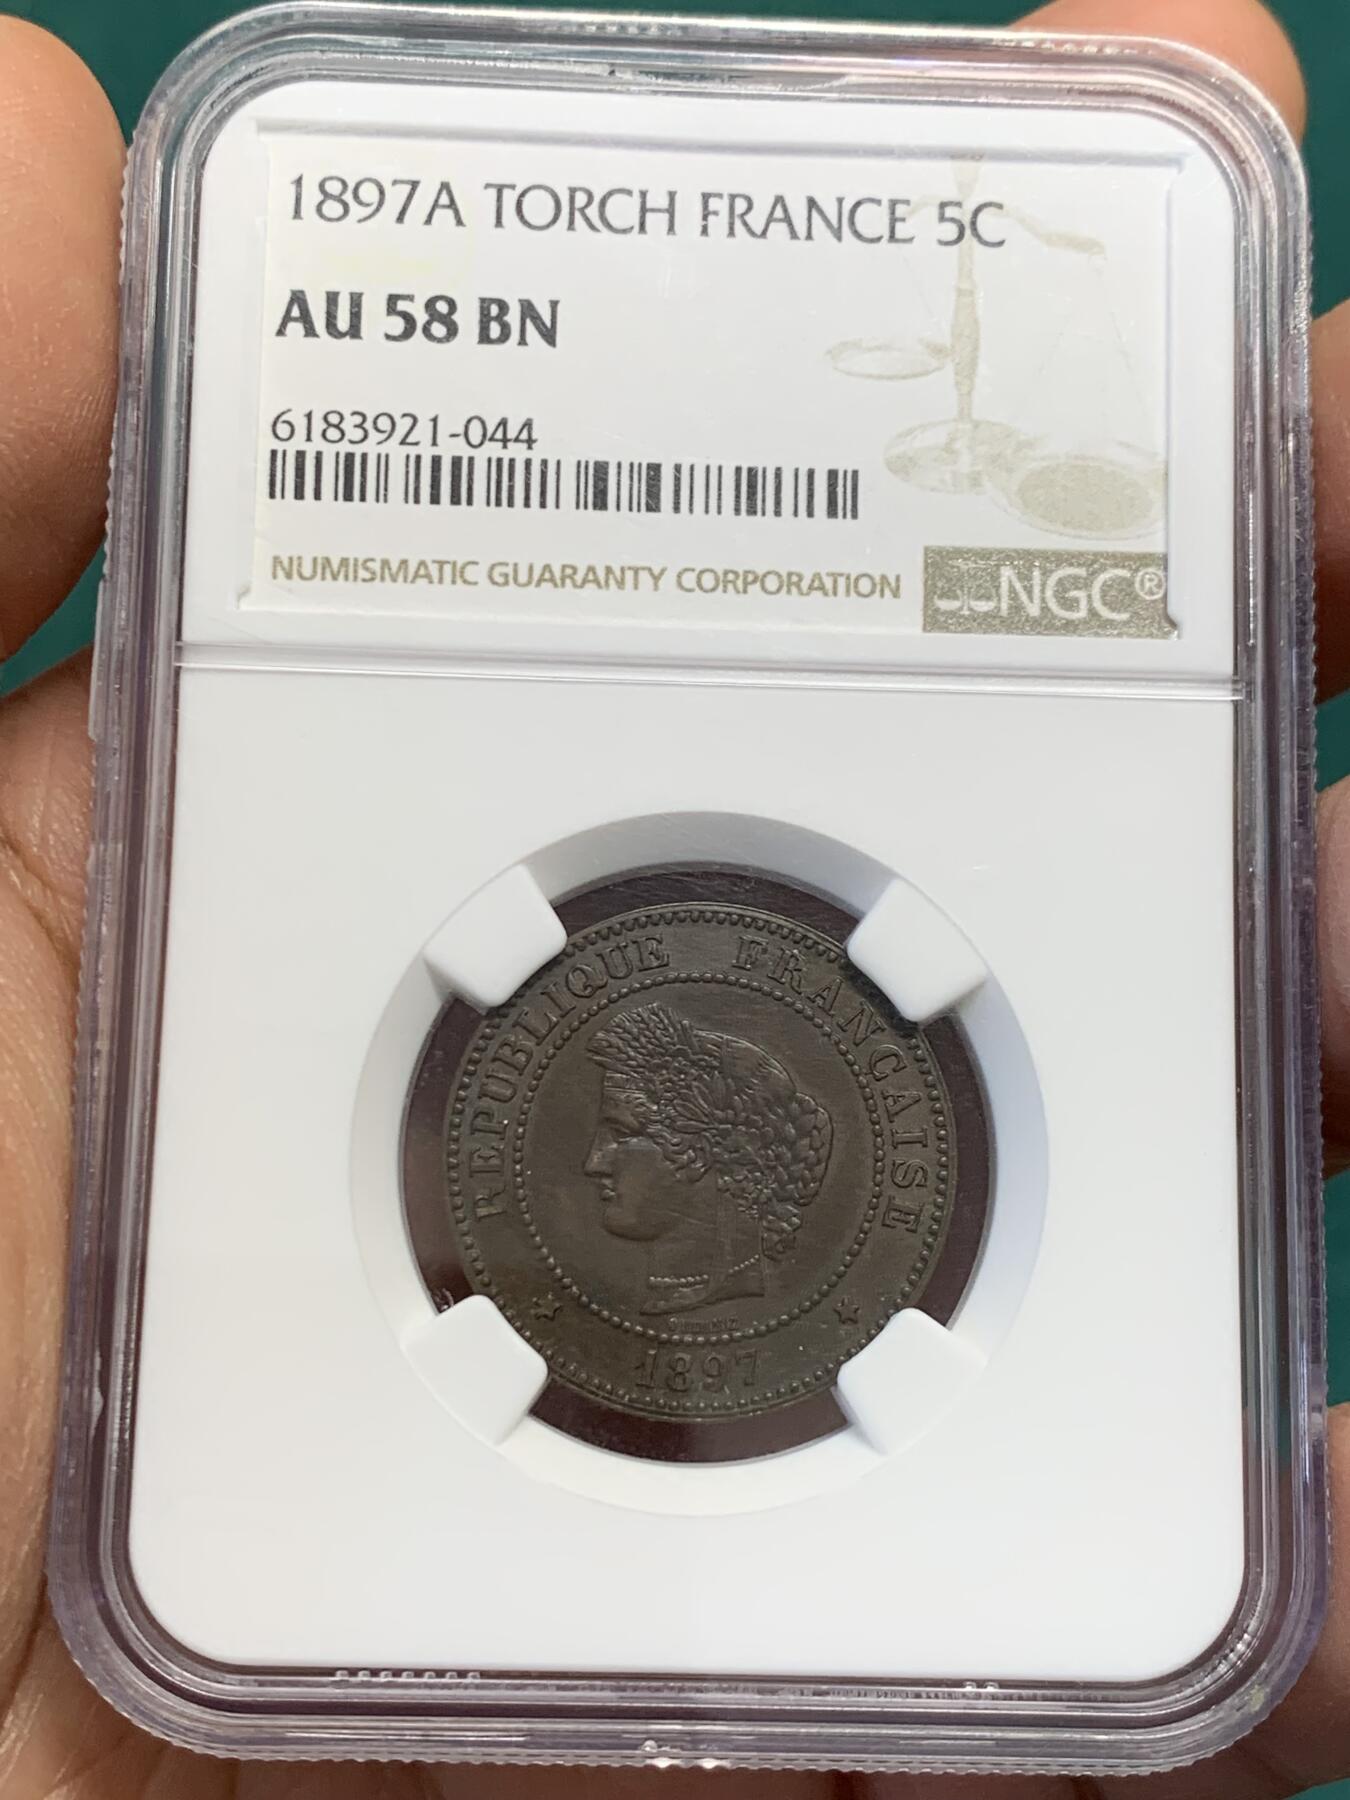 1897A TORCH FRANCE 5C
AU 58 BN
6183921-044
NUMISMATIC GUARANTY CORPORATION NGC®
REPUBLIQUE FRANÇAISE
1897